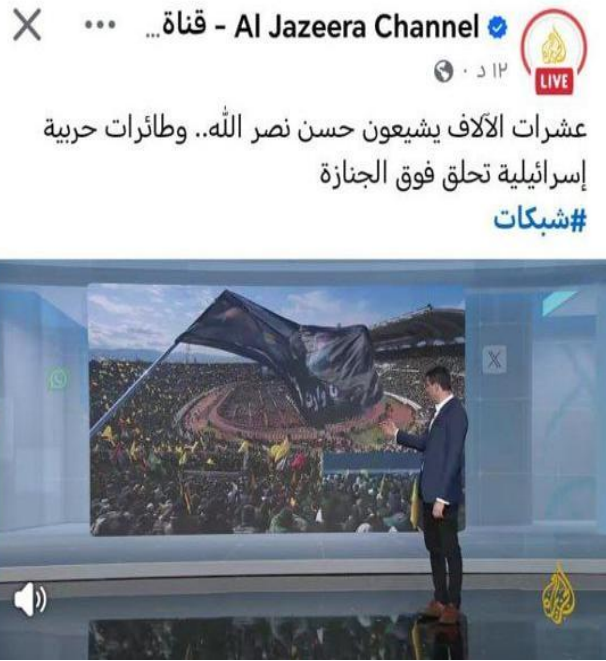 Al Jazeera Channel - قناة...
LIVE
١٢ د
عشرات الآلاف يشيعون حسن نصر الله.. وطائرات حربية
إسرائيلية تحلق فوق الجنازة
#شبكات
الجزيرة